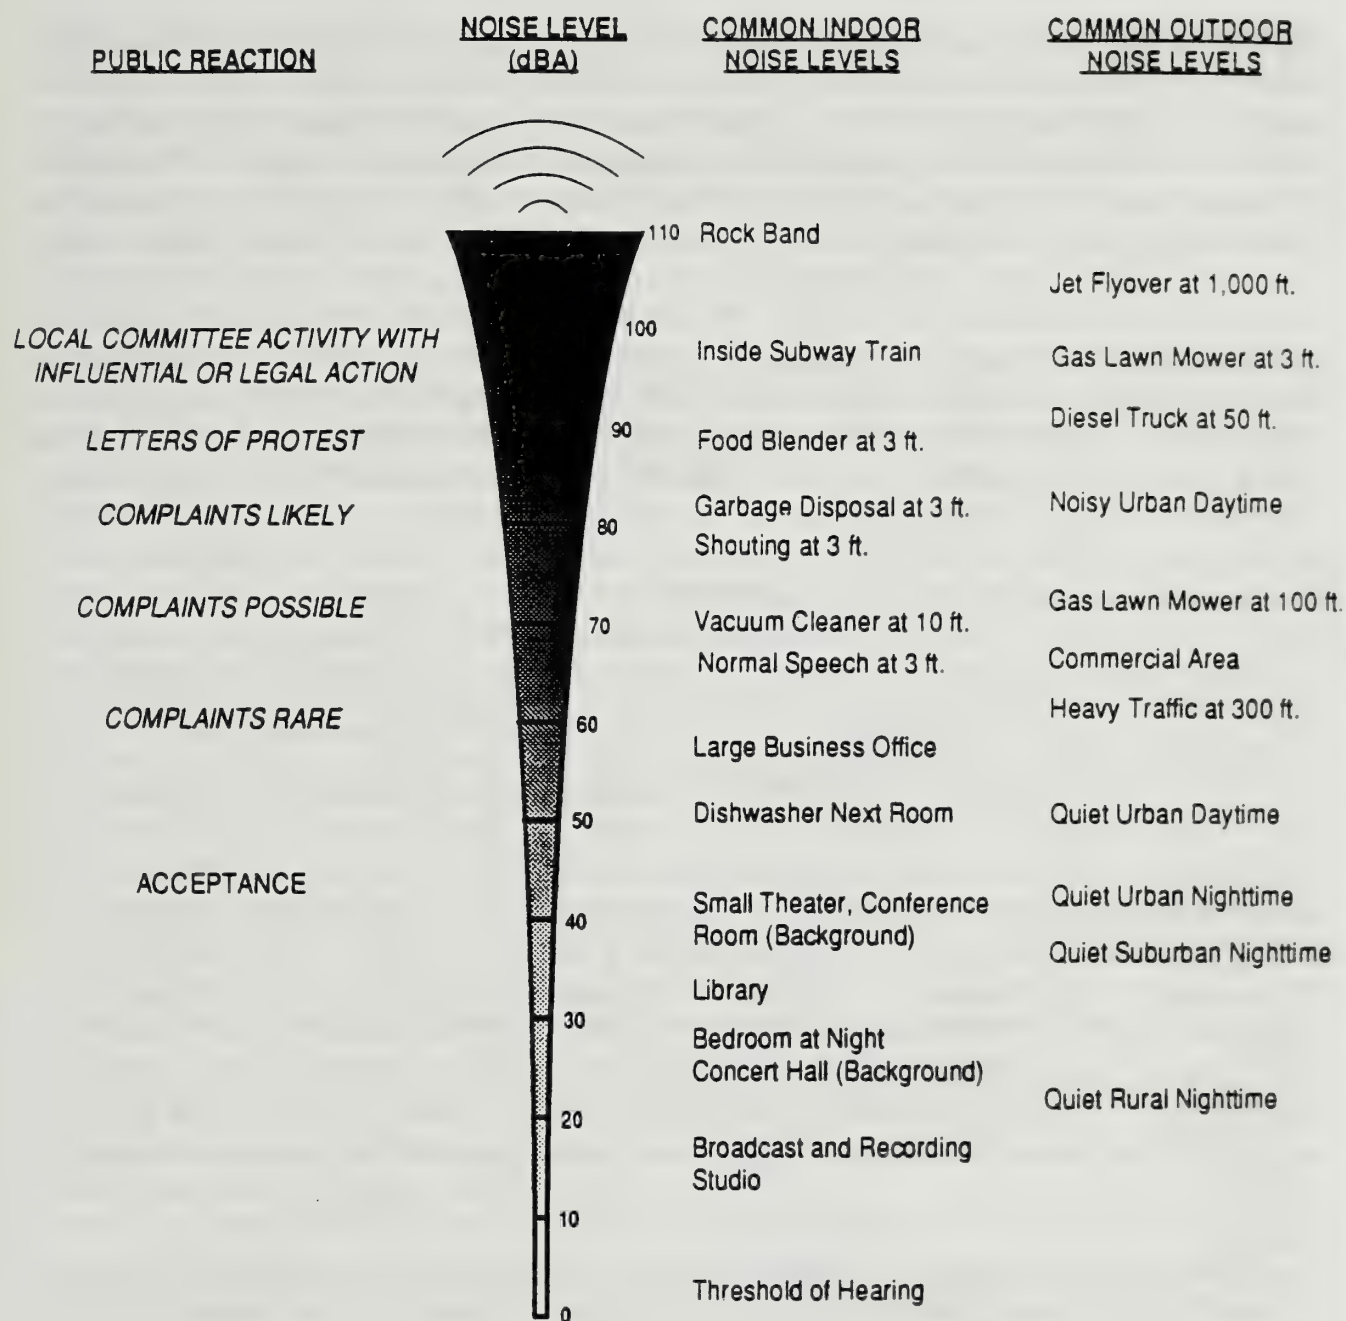 PUBLIC REACTION
NOISE LEVEL
(dBA)
COMMON INDOOR
NOISE LEVELS
COMMON OUTDOOR
NOISE LEVELS
110 Rock Band
Jet Flyover at 1,000 ft.
LOCAL COMMITTEE ACTIVITY WITH
INFLUENTIAL OR LEGAL ACTION
100
Inside Subway Train
Gas Lawn Mower at 3 ft.
Diesel Truck at 50 ft.
LETTERS OF PROTEST
90
Food Blender at 3 ft.
COMPLAINTS LIKELY
80
Garbage Disposal at 3 ft.
Shouting at 3 ft.
Noisy Urban Daytime
COMPLAINTS POSSIBLE
70
Vacuum Cleaner at 10 ft.
Gas Lawn Mower at 100 ft.
Normal Speech at 3 ft.
Commercial Area
COMPLAINTS RARE
60
Heavy Traffic at 300 ft.
Large Business Office
50
Dishwasher Next Room
Quiet Urban Daytime
ACCEPTANCE
40
Small Theater, Conference
Room (Background)
Quiet Urban Nighttime
Quiet Suburban Nighttime
Library
30
Bedroom at Night
Concert Hall (Background)
Quiet Rural Nighttime
20
Broadcast and Recording
Studio
10
Threshold of Hearing
0